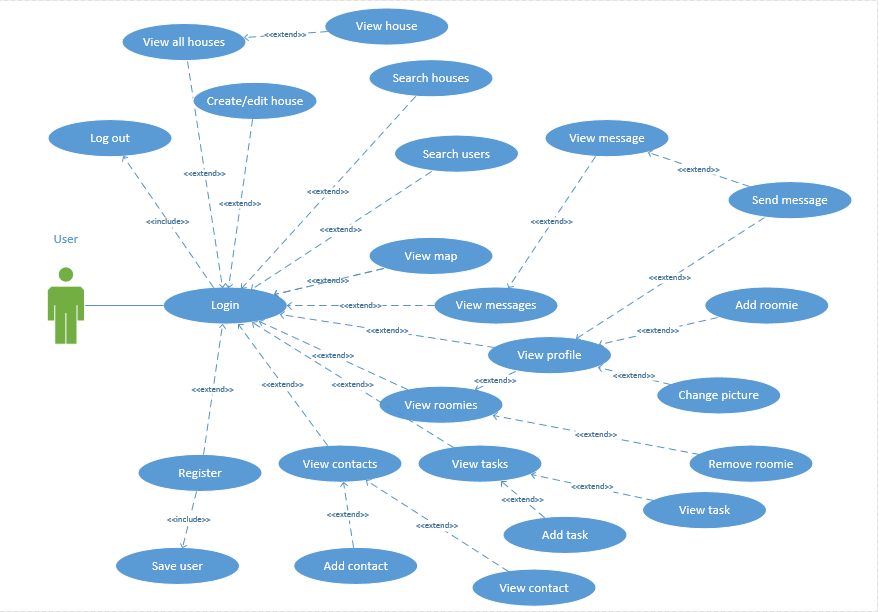 View house
<<extend>>
View all houses
Search houses
Create/edit house
Log out
View message
Search users
<<extend>>
<<extend>>
<<extend>>
Send message
<<extend>>
<<include>>
<<extend>>
<<extend>>
User
View map
<<extend>>
<<extend>>
Login
<<extend>>
View messages
Add roomie
<<extend>>
<<extend>>
<<extend>>
View profile
<<extend>>
<<extend>>
<<extend>>
<<extend>>
<<extend>>
Change picture
View roomies
<<extend>>
View contacts
View tasks
Remove roomie
Register
<<extend>>
<<extend>>
View task
<<extend>>
<<include>>
<<extend>>
Add task
Save user
Add contact
View contact